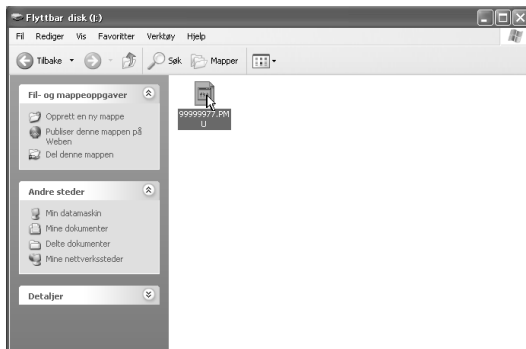 Flyttbar disk (J:)
Fil Rediger Vis Favoritter Verktøy Hjelp
Tilbake Søk Mapper
Fil- og mappeoppgaver
Opprett en ny mappe
Publiser denne mappen på
Weben
Del denne mappen
Andre steder
Min datamaskin
Mine dokumenter
Delte dokumenter
Mine nettverkssteder
Detaljer
99999977.PM
U